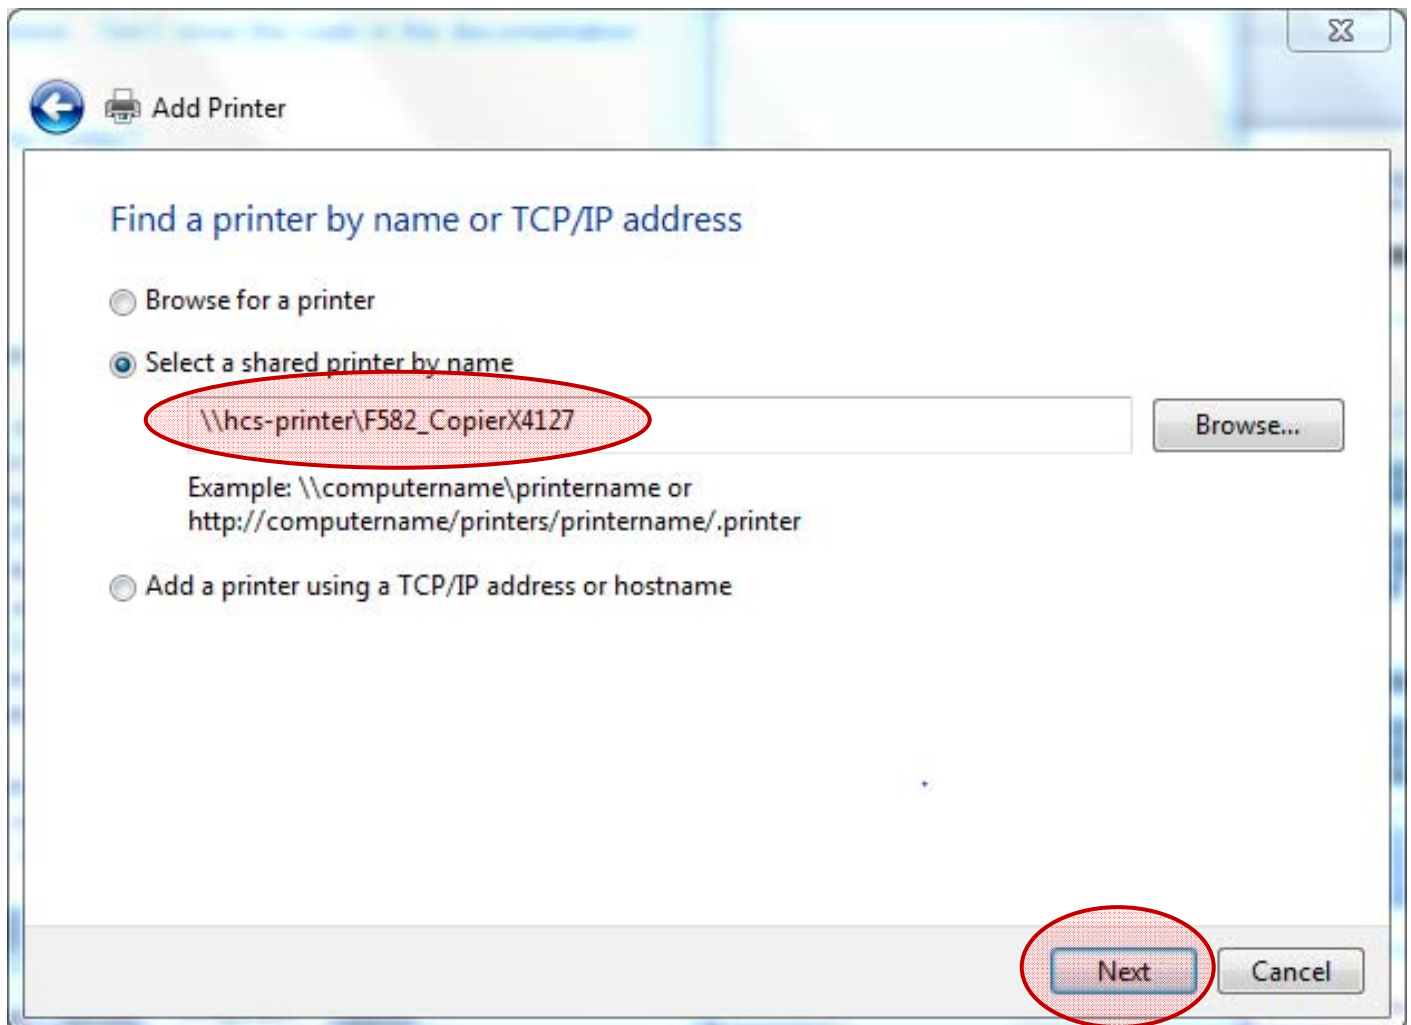 Add Printer
Find a printer by name or TCP/IP address
Browse for a printer
Select a shared printer by name
\\hcs-printer\F582_CopierX4127
Browse...
Example: \\computername\printername or
http://computername/printers/printername/.printer
Add a printer using a TCP/IP address or hostname
Next
Cancel